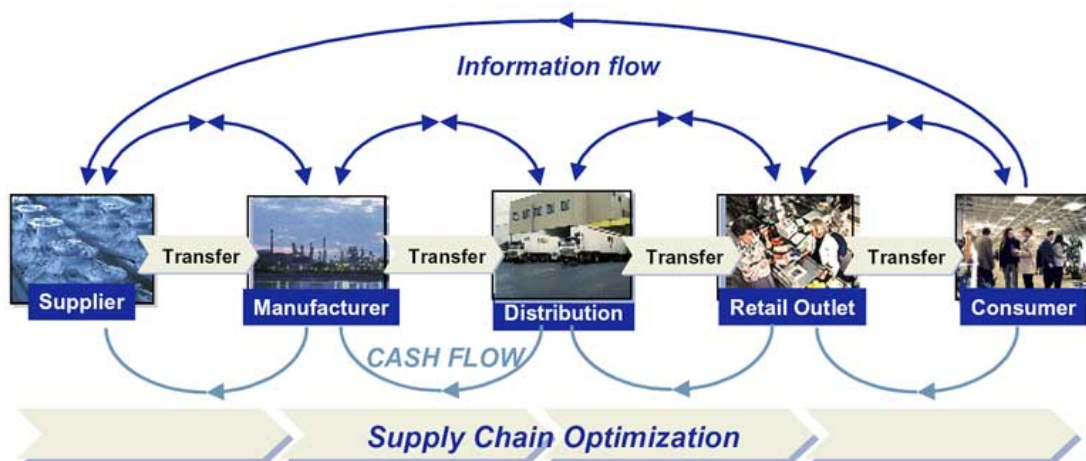 Information flow
Transfer
Transfer
Transfer
Transfer
Supplier
Manufacturer
Distribution
Retail Outlet
Consumer
CASH FLOW
Supply Chain Optimization